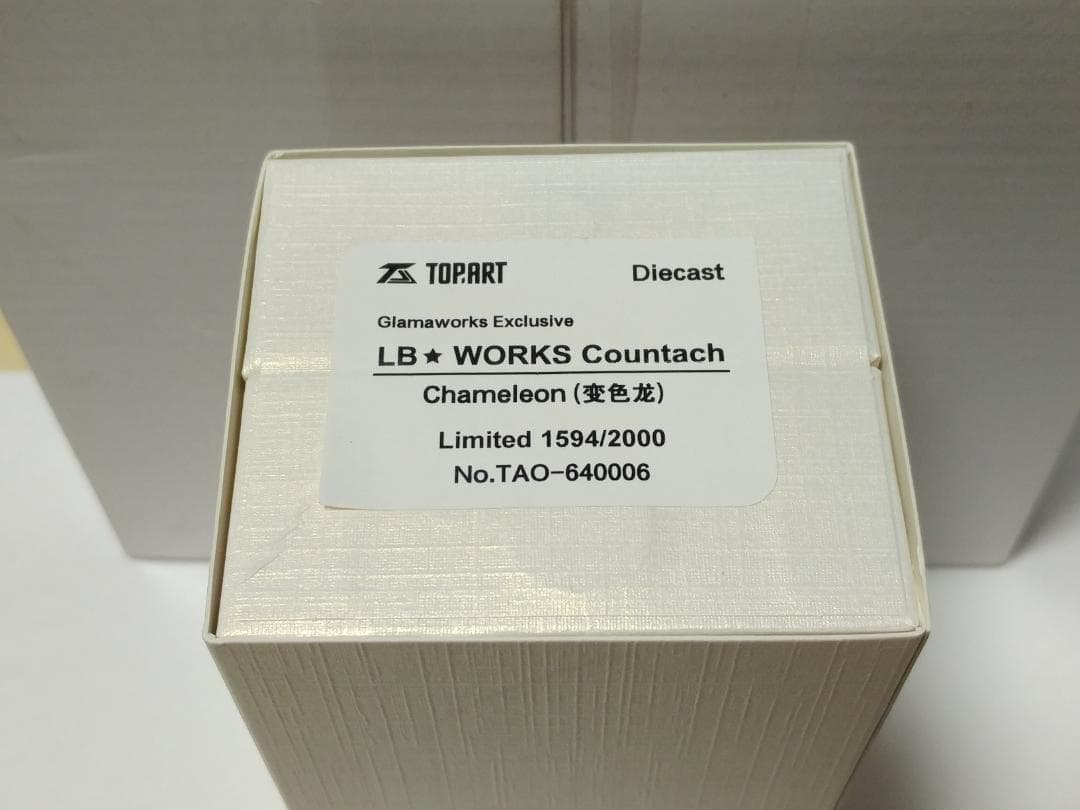 TOP.ART Diecast
Glamaworks Exclusive
LB★ WORKS Countach
Chameleon (变色龙)
Limited 1594/2000
No.TAO-640006